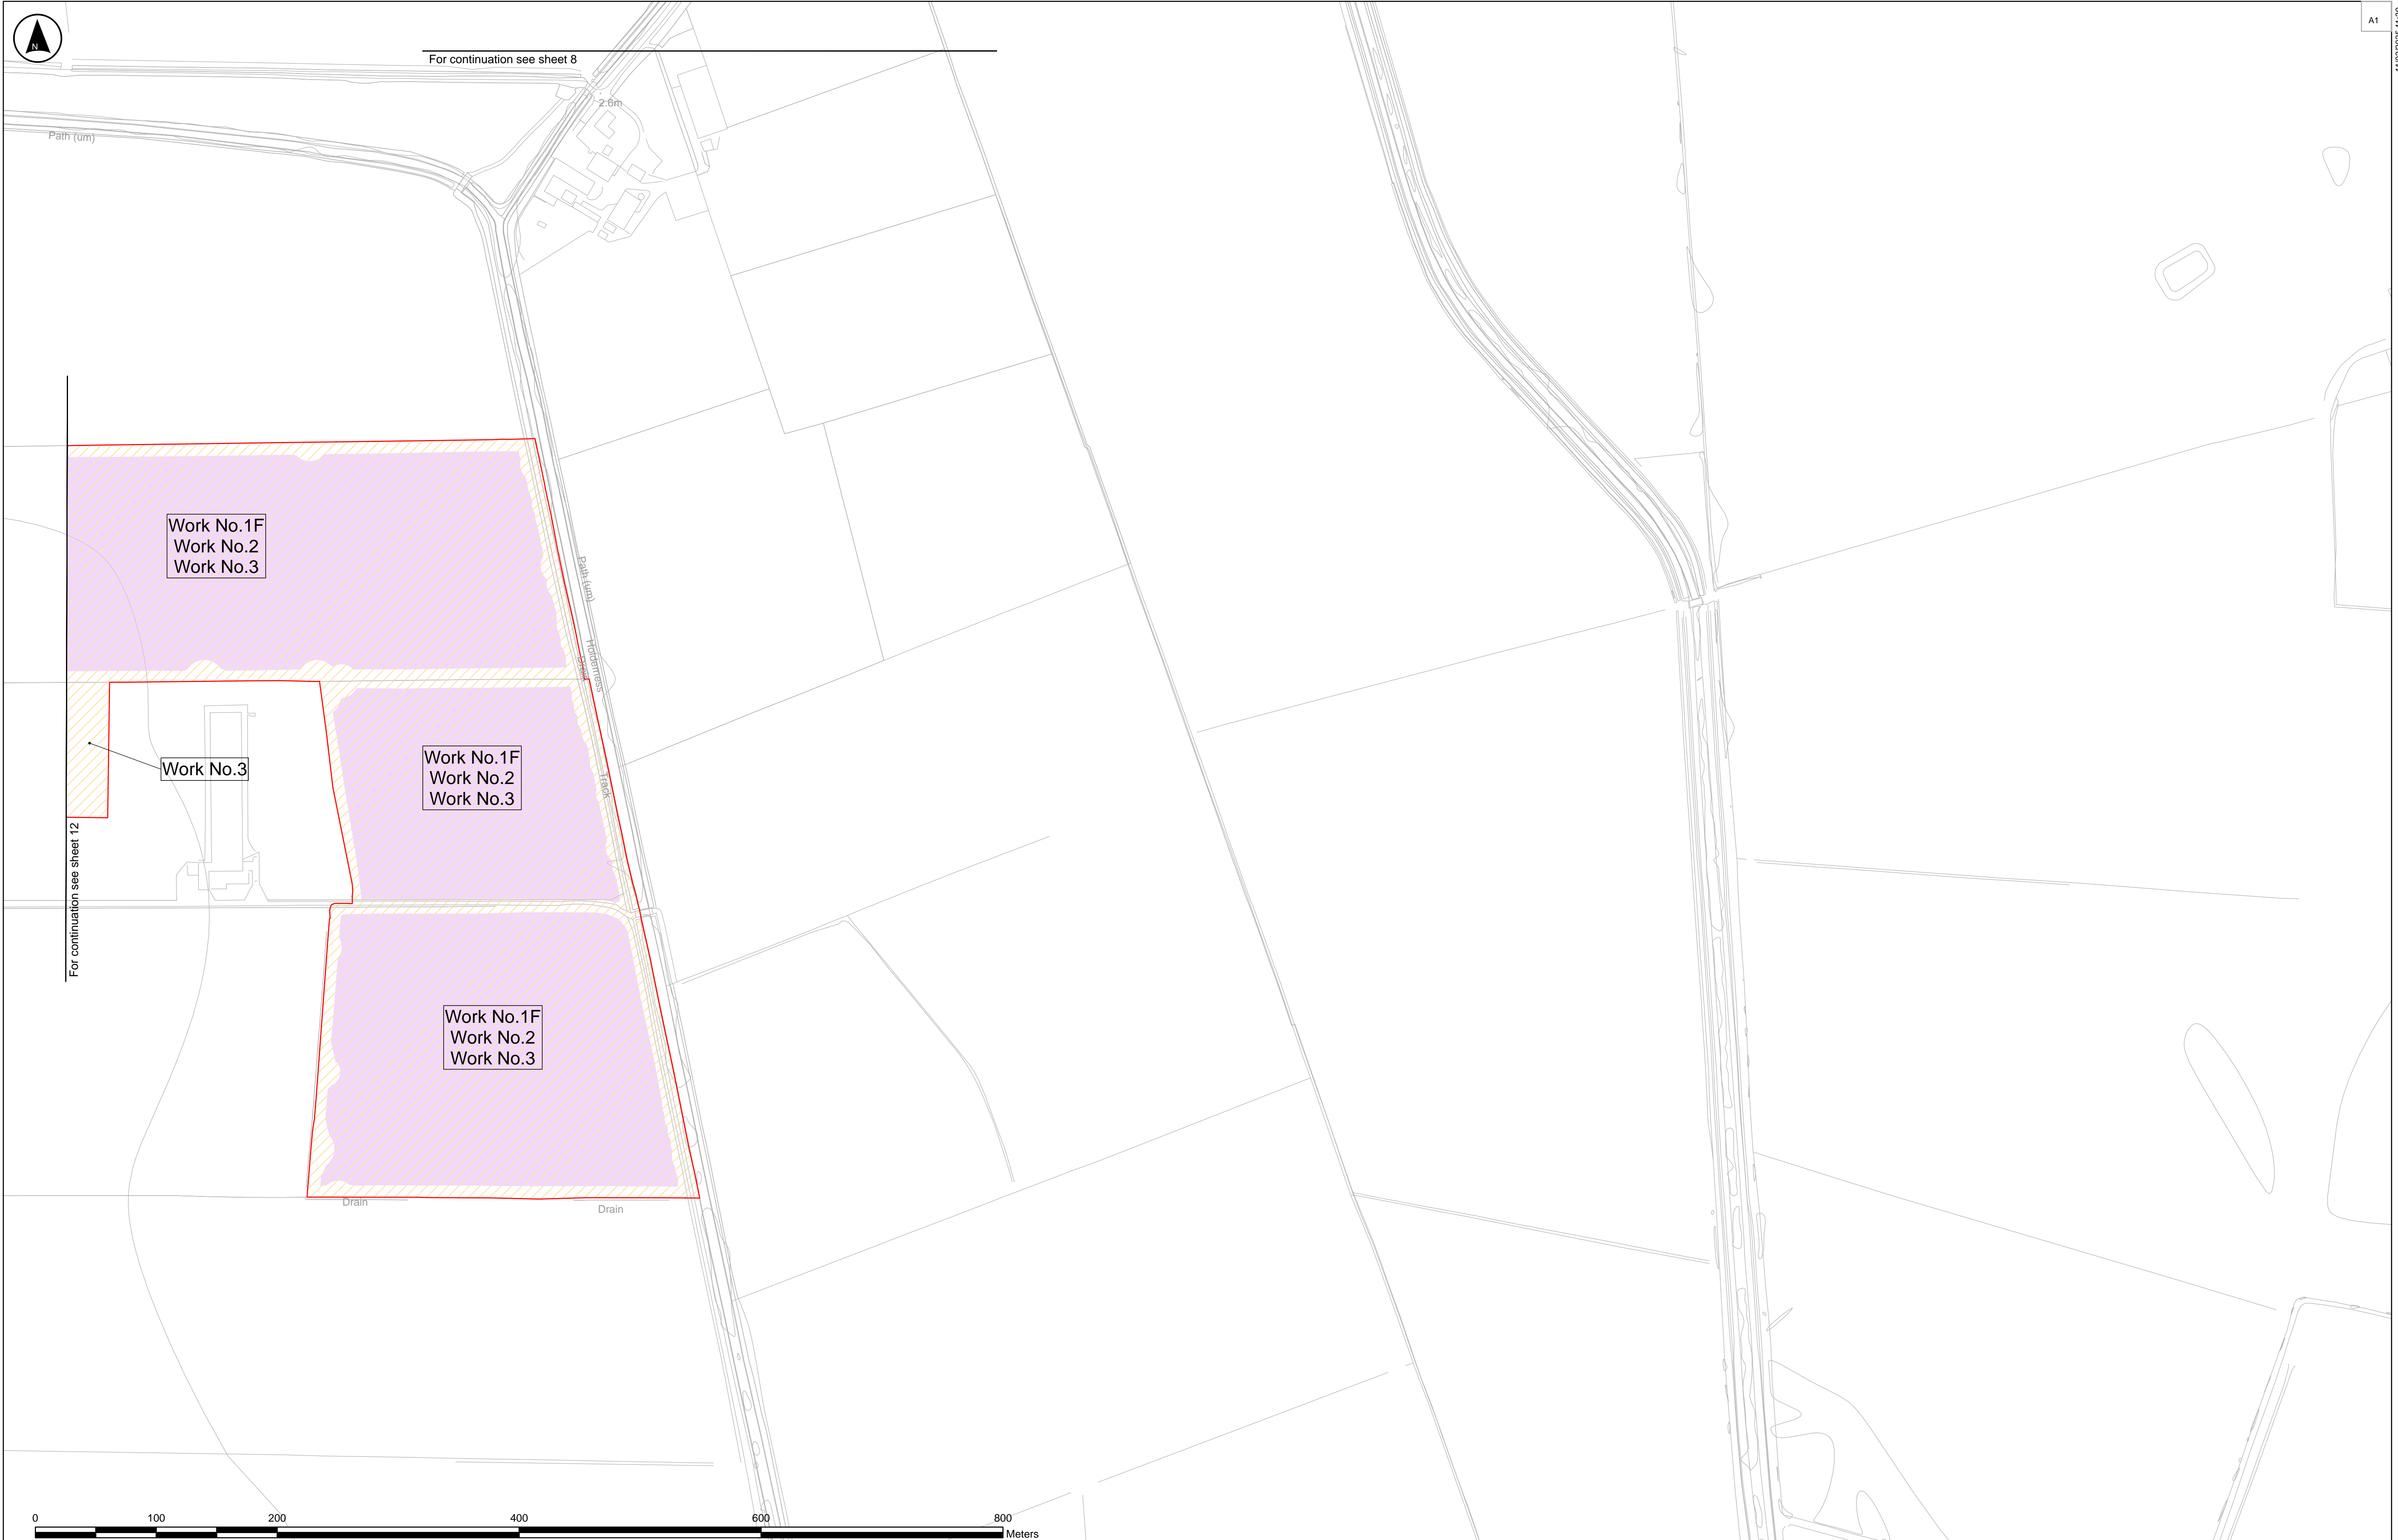 N
A1
For continuation see sheet 8
2.6m
Path (um)
Work No.1F
Work No.2
Work No.3
Path (um)
Holderness
Drain
Work No.1F
Work No.2
Work No.3
Work No.3
Track
For continuation see sheet 12
Work No.1F
Work No.2
Work No.3
Drain
Drain
0 100 200 400 600 800
Meters